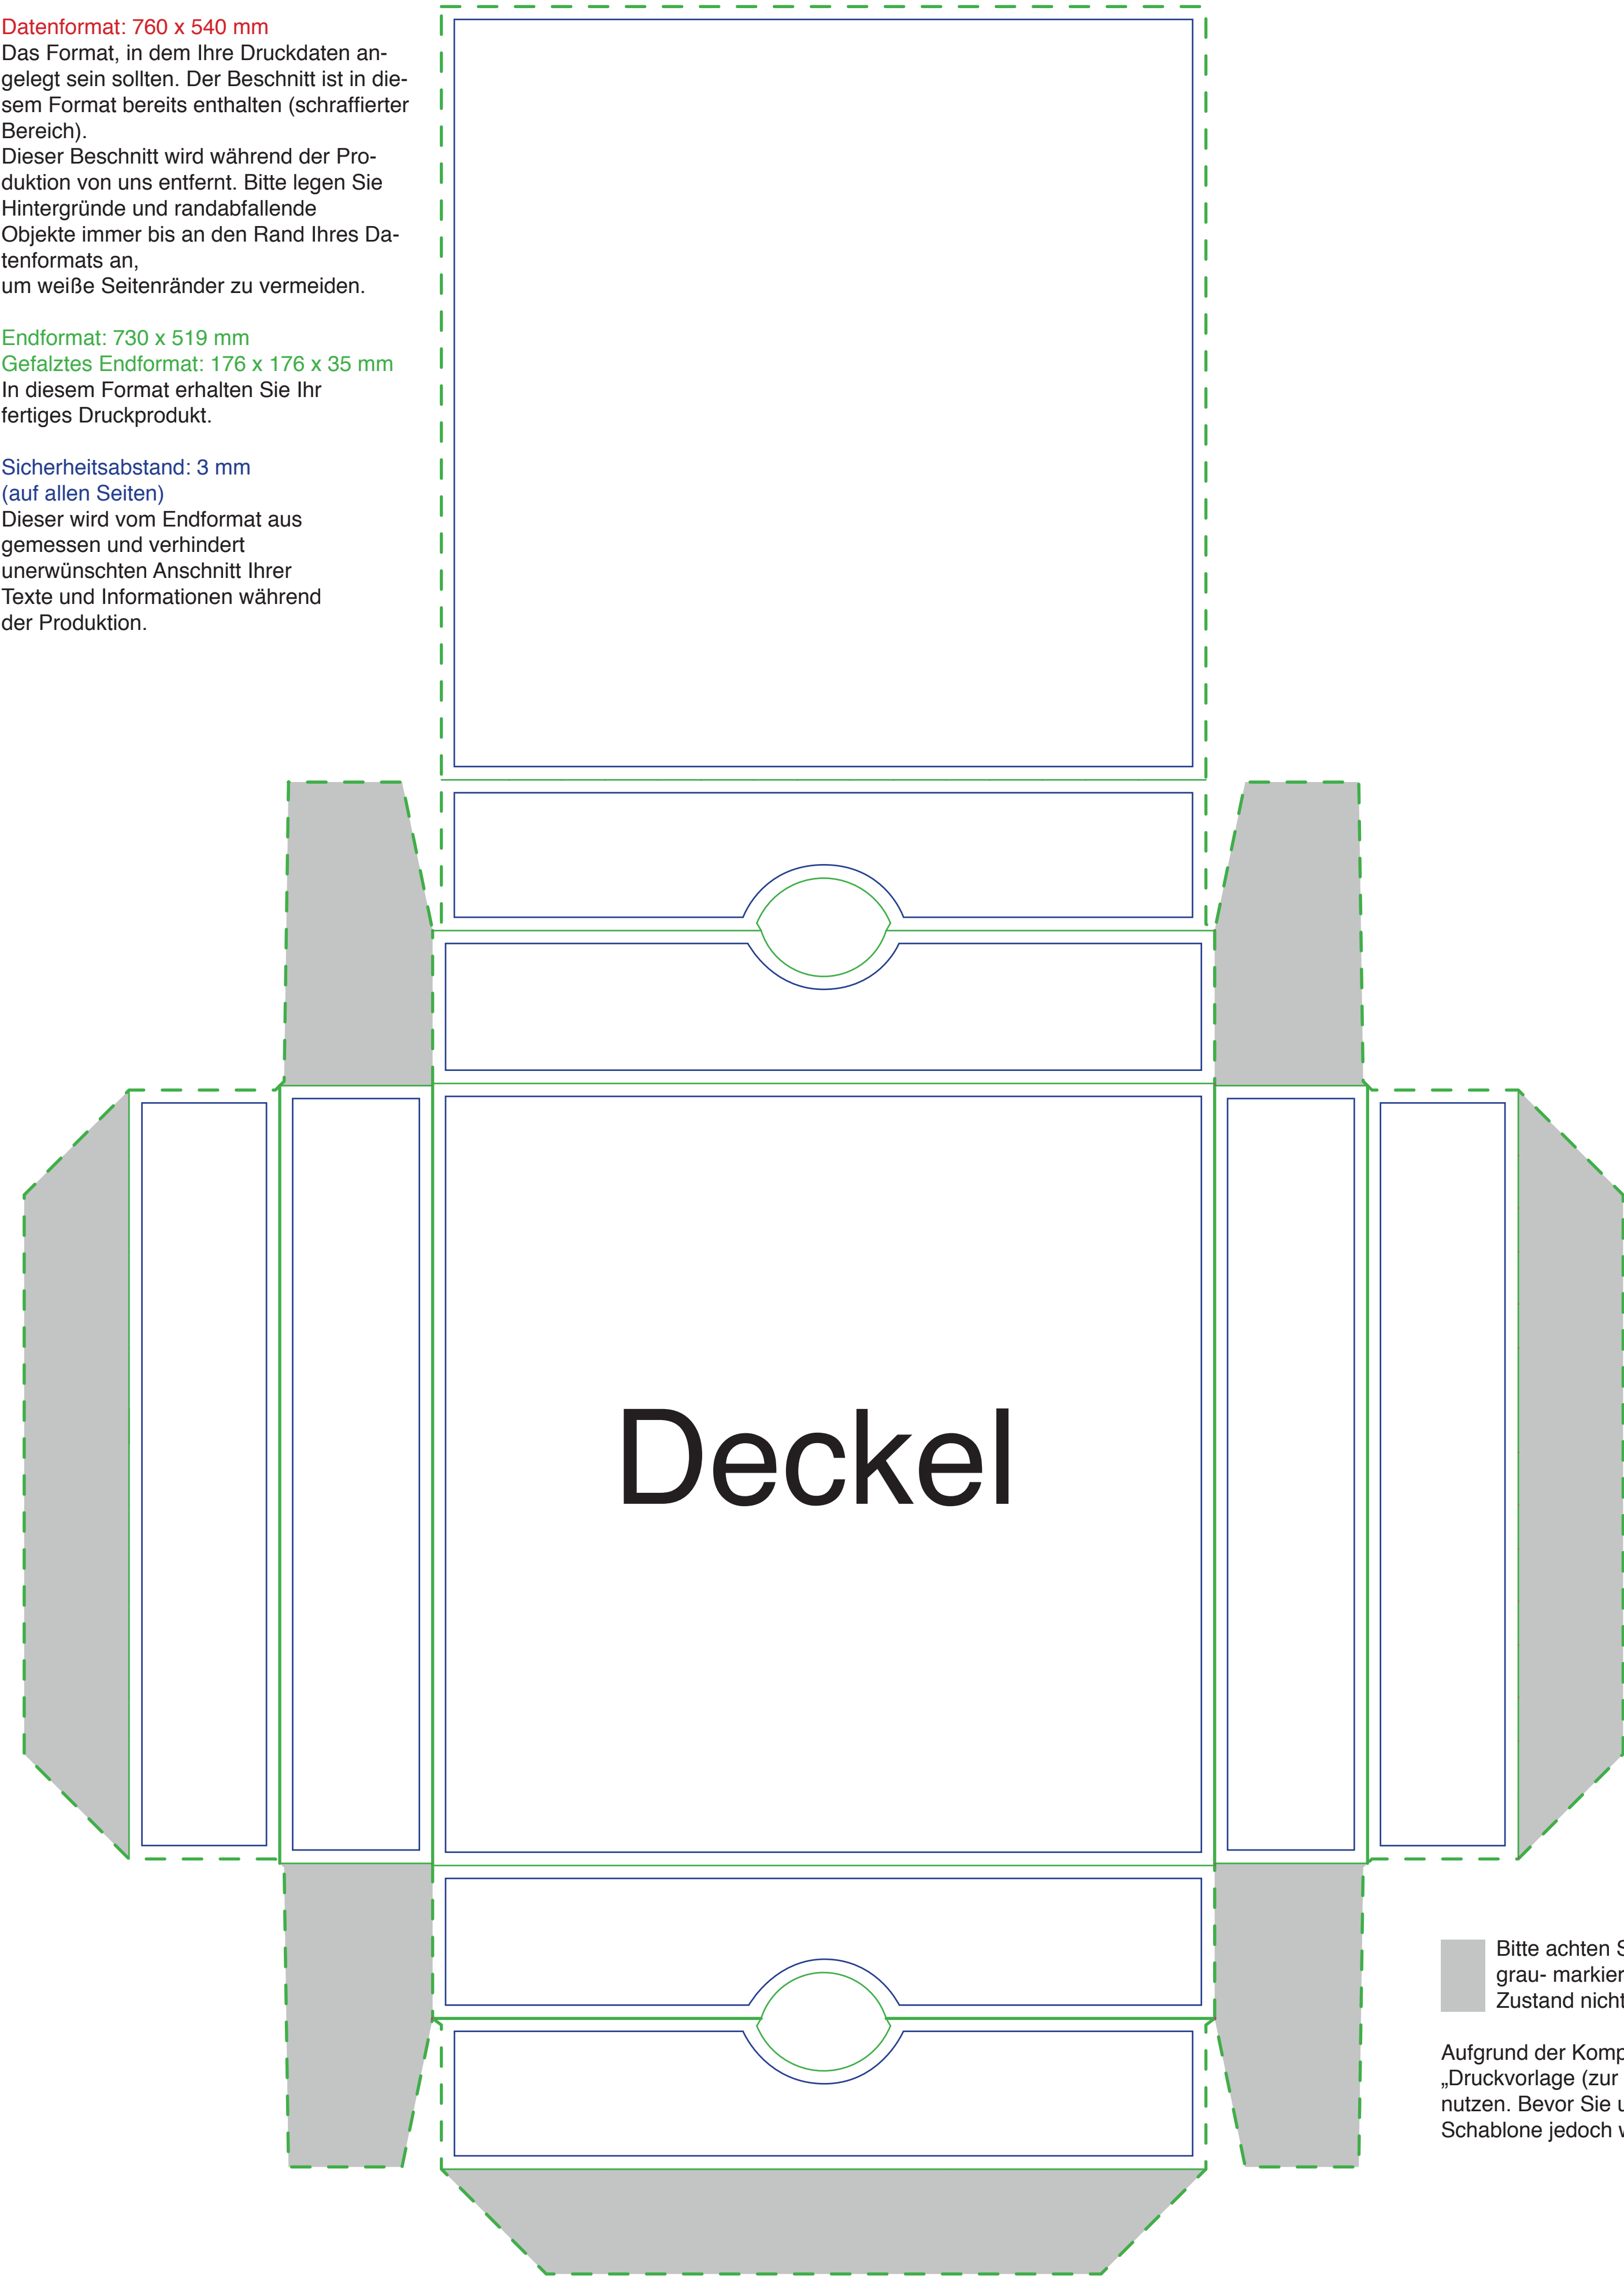 Datenformat: 760 x 540 mm
Das Format, in dem Ihre Druckdaten an-
gelegt sein sollten. Der Beschnitt ist in die-
sem Format bereits enthalten (schraffierter
Bereich).
Dieser Beschnitt wird während der Pro-
duktion von uns entfernt. Bitte legen Sie
Hintergründe und randabfallende
Objekte immer bis an den Rand Ihres Da-
tenformats an,
um weiße Seitenränder zu vermeiden.
Endformat: 730 x 519 mm
Gefalztes Endformat: 176 x 176 x 35 mm
In diesem Format erhalten Sie Ihr
fertiges Druckprodukt.
Sicherheitsabstand: 3 mm
(auf allen Seiten)
Dieser wird vom Endformat aus
gemessen und verhindert
unerwünschten Anschnitt Ihrer
Texte und Informationen während
der Produktion.
Deckel
Bitte achten
grau- markier
Zustand nicht
Aufgrund der Komp
„Druckvorlage (zur
nutzen. Bevor Sie
Schablone jedoch